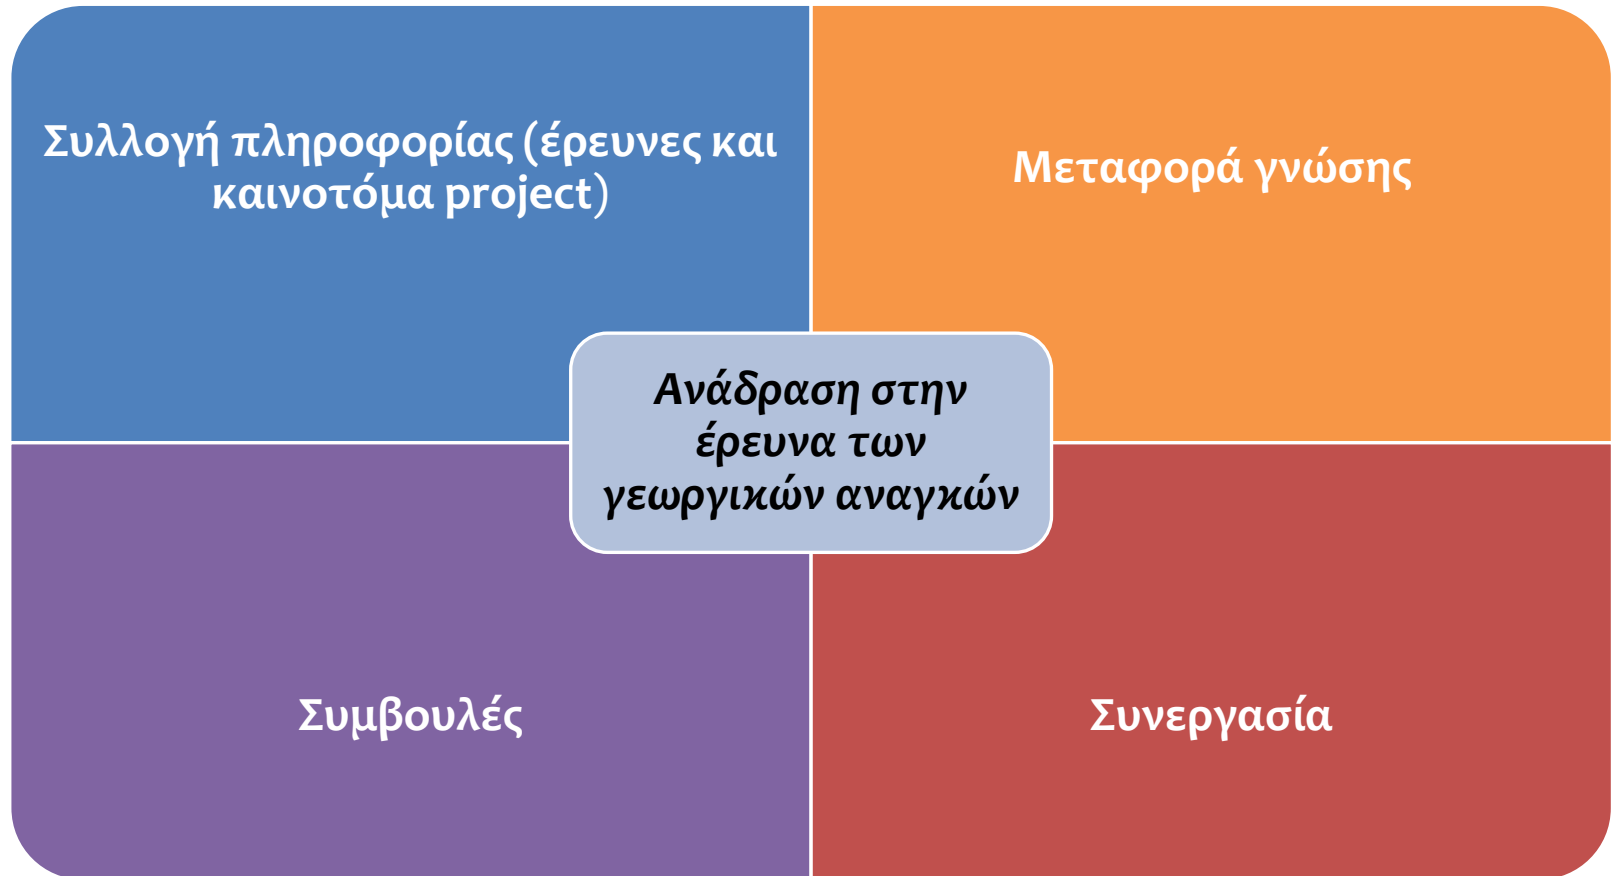 Συλλογή πληροφορίας (έρευνες και
καινοτόμα project)
Μεταφορά γνώσης
Ανάδραση στην
έρευνα των
γεωργικών αναγκών
Συμβουλές
Συνεργασία